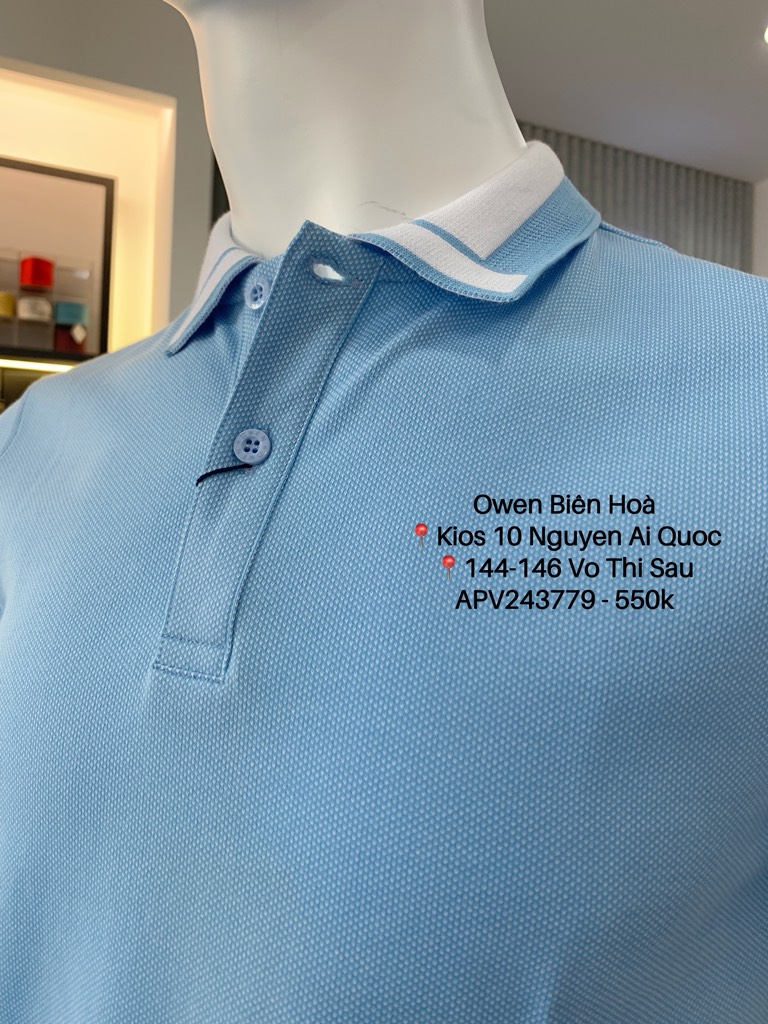 Owen Biên Hoà
📍Kios 10 Nguyen Ai Quoc
📍144-146 Vo Thi Sau
APV243779 - 550k